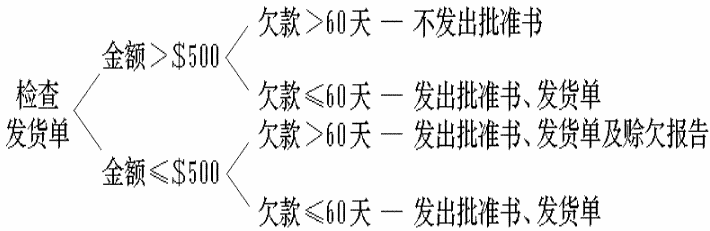 检查
发货单
金额>$500
欠款>60天 — 不发出批准书
欠款≤60天 — 发出批准书、发货单
金额≤$500
欠款>60天 — 发出批准书、发货单及赊欠报告
欠款≤60天 — 发出批准书、发货单